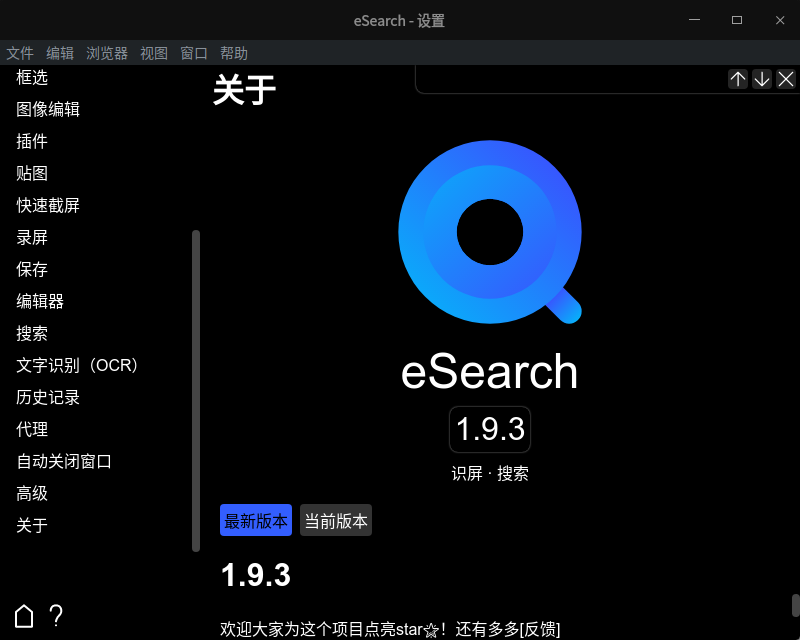 eSearch - 设置
文件 编辑 浏览器 视图 窗口 帮助
框选
图像编辑
插件
贴图
快速截屏
录屏
保存
编辑器
搜索
文字识别（OCR）
历史记录
代理
自动关闭窗口
高级
关于
关于
eSearch
1.9.3
识屏 · 搜索
最新版本 当前版本
1.9.3
欢迎大家为这个项目点亮star⭐！还有多多[反馈]